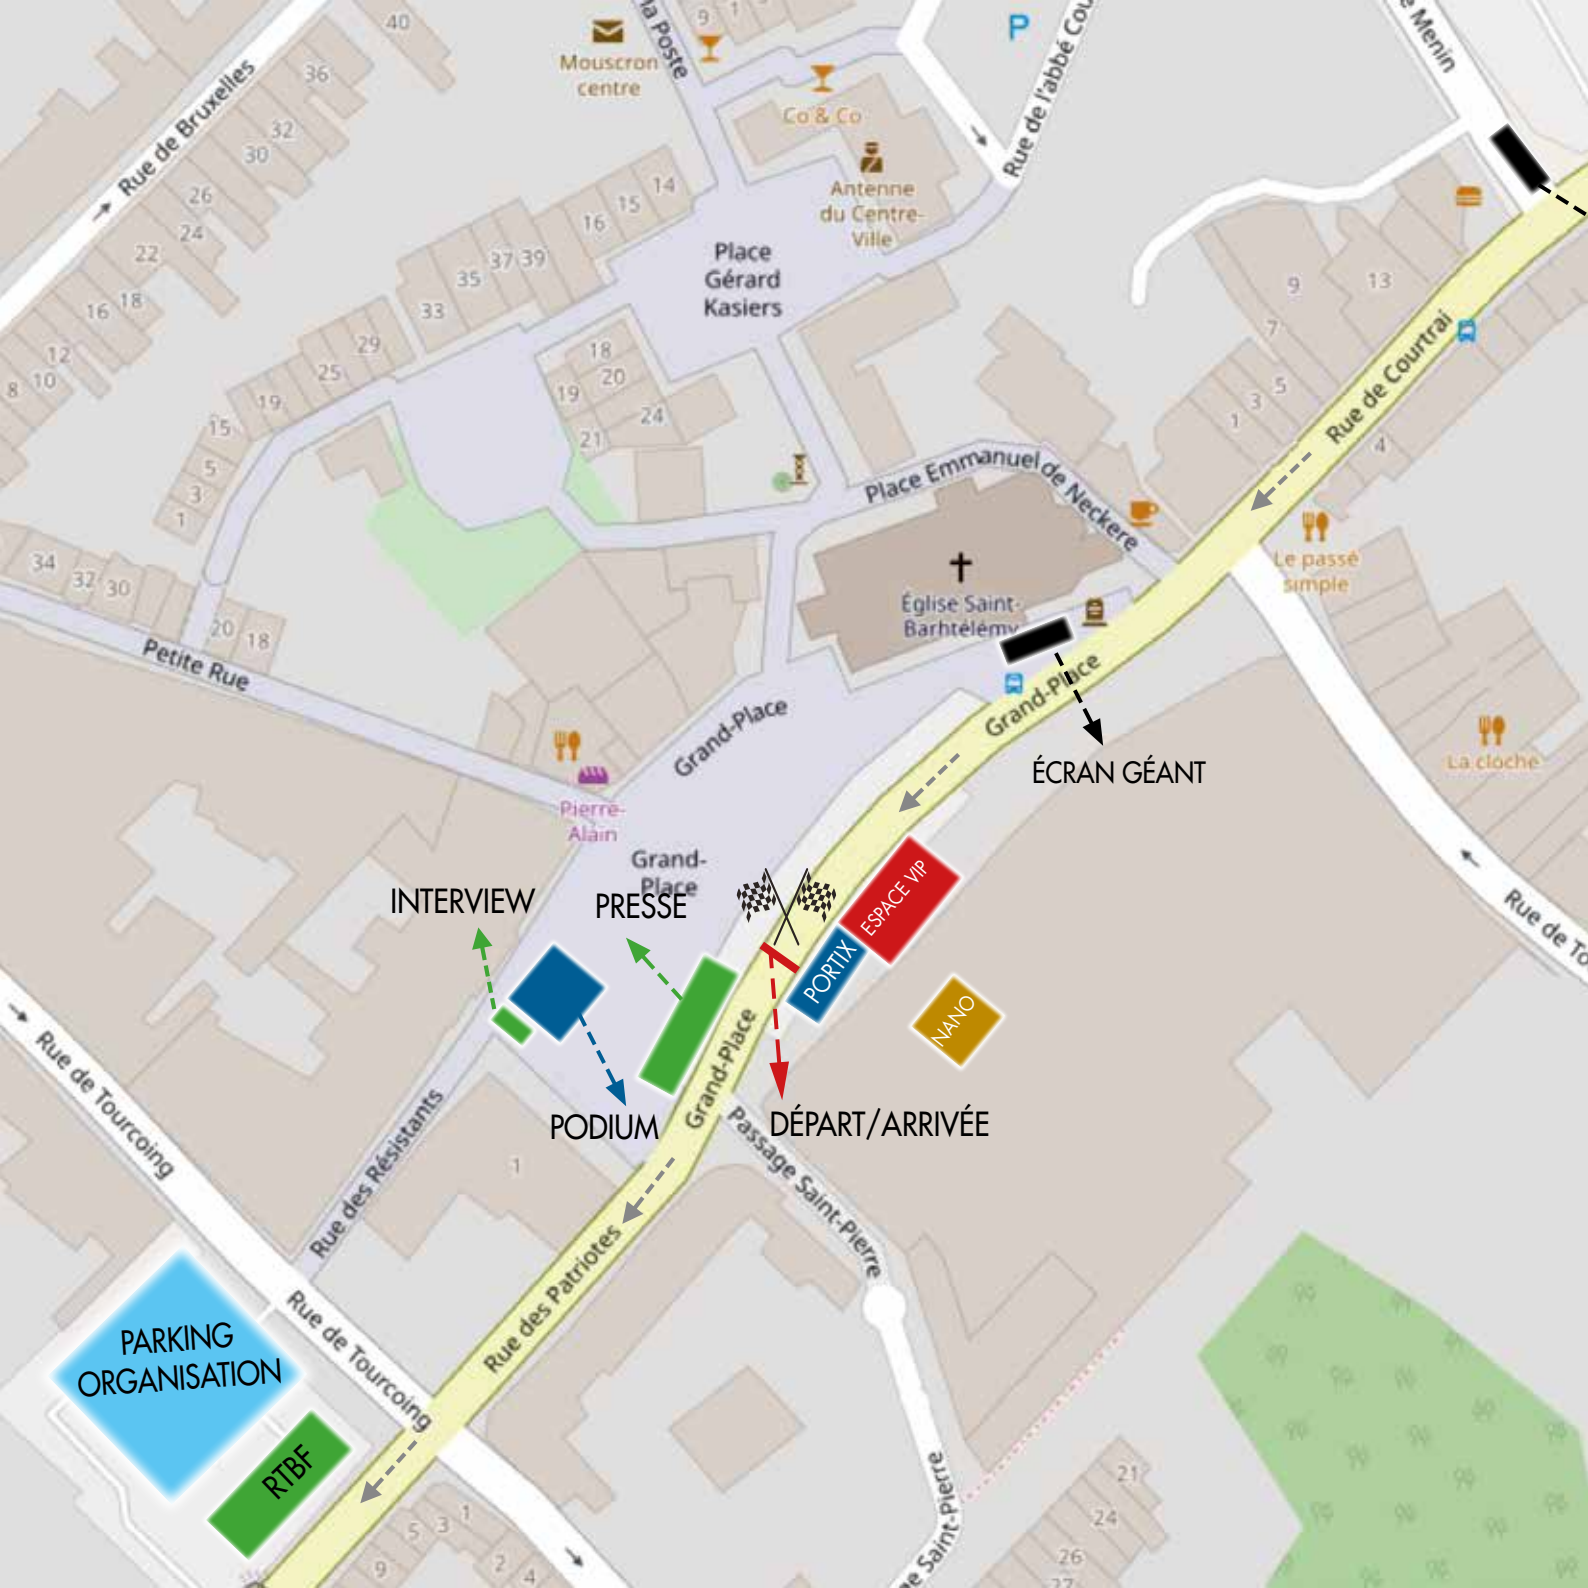 40
la Poste
9
1
P
Rue de l'abbé Cou
e Menin
Mouscron
centre
36
Rue de Bruxelles
Co & Co
32
30
Antenne
du Centre-
Ville
14
15
16
26
24
22
Place
Gérard
Kasiers
37
39
35
33
18
16
9
13
7
29
25
19
15
12
10
8
18
20
19
24
21
5
3
1
Rue de Courtrai
4
5
3
1
Place Emmanuel de Neckere
34
32
30
20
18
Petite Rue
Église Saint-
Barhtélémy
Le passé
simple
Grand-Place
Grand-Place
ÉCRAN GÉANT
La cloche
Pierre-
Alain
Grand-
Place
INTERVIEW
PRESSE
ESPACE VIP
PORTIX
NANO
Rue de To
Rue de Tourcoing
Grand-Place
PODIUM
DÉPART/ARRIVÉE
Passage Saint-Pierre
Rue des Résistants
1
Rue des Patriotes
PARKING
ORGANISATION
Rue de Tourcoing
RTBF
e Saint-Pierre
21
24
26
27
1
3
5
9
2
4